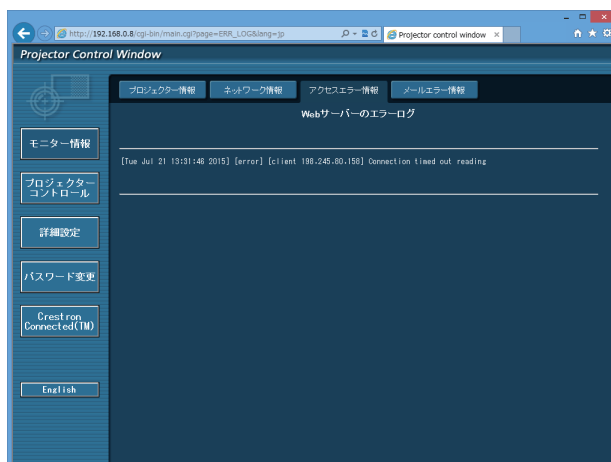 http://192.168.0.8/cgi-bin/main.cgi?page=ERR_LOG&lang=jp
Projector control window
Projector Control Window
プロジェクター情報 ネットワーク情報 アクセスエラー情報 メールエラー情報
Webサーバーのエラーログ
モニター情報
[Tue Jul 21 13:31:46 2015] [error] [client 198.245.80.158] Connection timed out reading
プロジェクター
コントロール
詳細設定
パスワード変更
Crestron
Connected(TM)
English